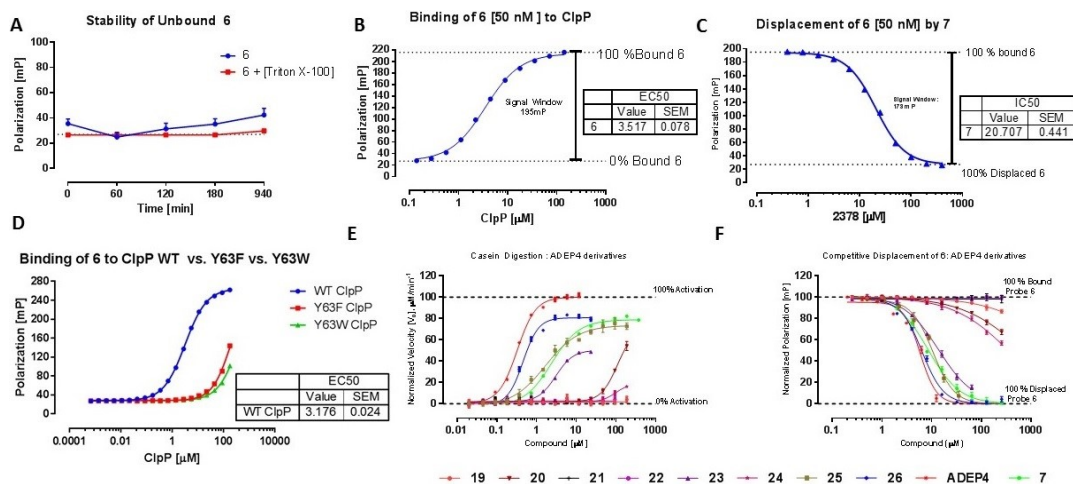 A
Stability of Unbound 6
Polarization [mP]
100
80
60
40
20
0
6
6 + [Triton X-100]
0 60 120 180 940
Time [min]
B
Binding of 6 [50 nM ] to ClpP
Polarization [mP]
220
200
180
160
140
120
100
80
60
40
20
0
100 %Bound 6
Signal Window
195mP
EC50
Value SEM
6 3.517 0.078
0% Bound 6
0.1 1 10 100 1000
ClpP [µM]
C
Displacement of 6 [50 nM] by 7
Polarization [mP]
200
180
160
140
120
100
80
60
40
20
0
100 % bound 6
Signal Window:
173m P
IC50
Value SEM
7 20.707 0.441
100% Displaced 6
0.1 1 10 100 1000
2378 [µM]
D
Binding of 6 to ClpP WT vs. Y63F vs. Y63W
Polarization [mP]
280
240
200
160
120
80
40
0
WT ClpP
Y63F ClpP
Y63W ClpP
EC50
Value SEM
WT ClpP 3.176 0.024
0.0001 0.01 1 100 10000
ClpP [µM]
E
Casein Digestion : ADEP4 derivatives
Normalized Velocity [V₀], µM/min⁻¹
120
100
80
60
40
20
0
100% Activation
0% Activation
0.01 0.1 1 10 100 1000
Compound [µM]
F
Competitive Displacement of 6: ADEP4 derivatives
Normalized Polarization [mP]
120
100
80
60
40
20
0
100% Bound
Probe 6
100% Displaced
Probe 6
0.1 1 10 100 1000
Compound (µM)
19 20 21 22 23 24 25 26 ADEP4 7